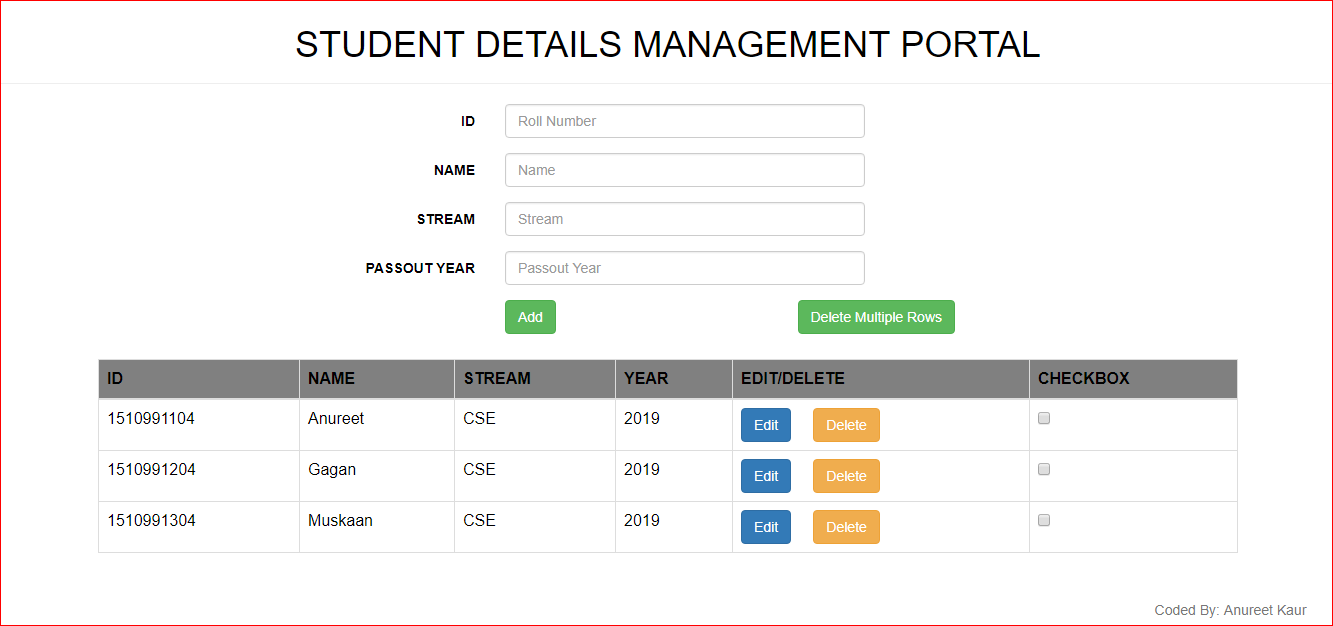 STUDENT DETAILS MANAGEMENT PORTAL
ID Roll Number
NAME Name
STREAM Stream
PASSOUT YEAR Passout Year
Add Delete Multiple Rows
ID NAME STREAM YEAR EDIT/DELETE CHECKBOX
1510991104 Anureet CSE 2019 Edit Delete
1510991204 Gagan CSE 2019 Edit Delete
1510991304 Muskaan CSE 2019 Edit Delete
Coded By: Anureet Kaur